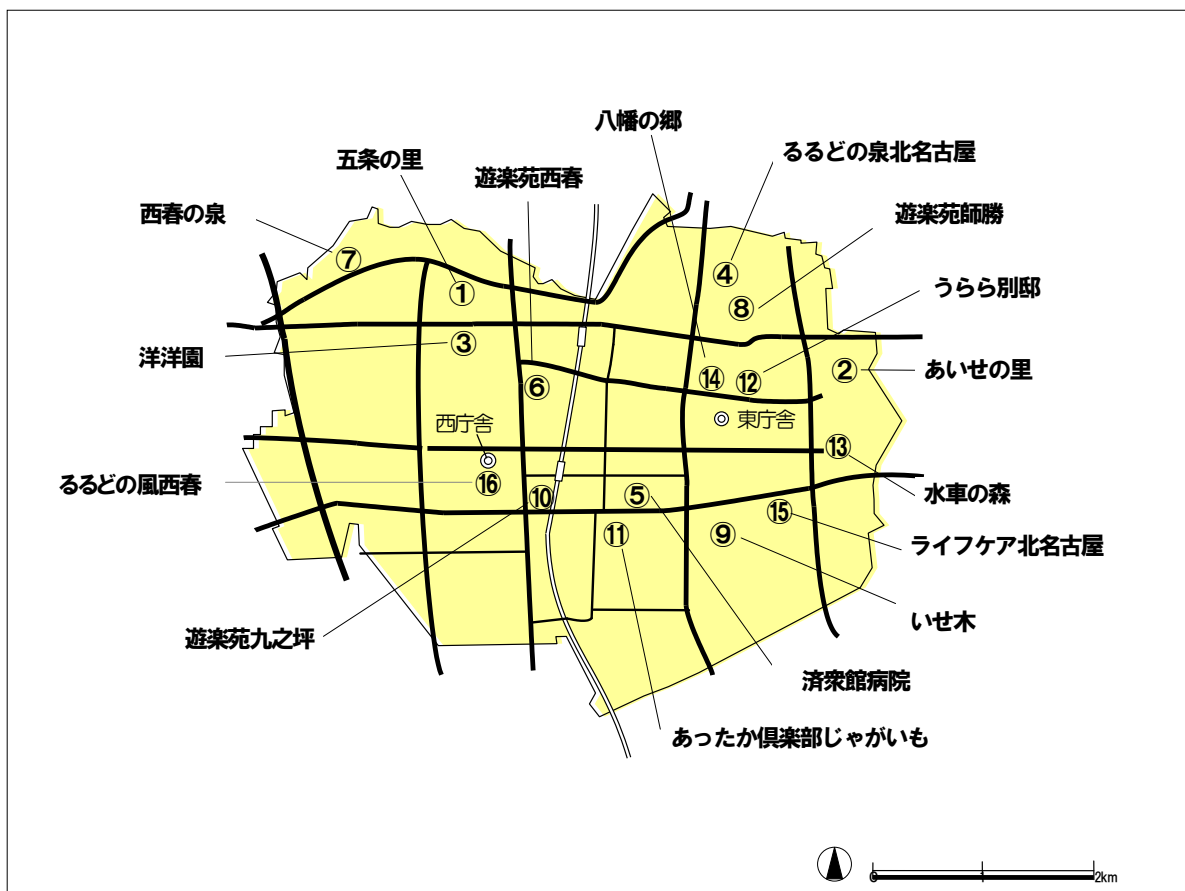 八幡の郷
るるどの泉北名古屋
五条の里
遊楽苑西春
遊楽苑師勝
西春の泉
⑦
④
うらら別邸
①
⑧
洋洋園
③
②
あいせの里
⑥
⑭
⑫
西庁舎
東庁舎
⑬
るるどの風西春
⑯
⑩
⑤
水車の森
⑮
⑪
⑨
ライフケア北名古屋
遊楽苑九之坪
いせ木
済衆館病院
あったか倶楽部じゃがいも
0 1 2km